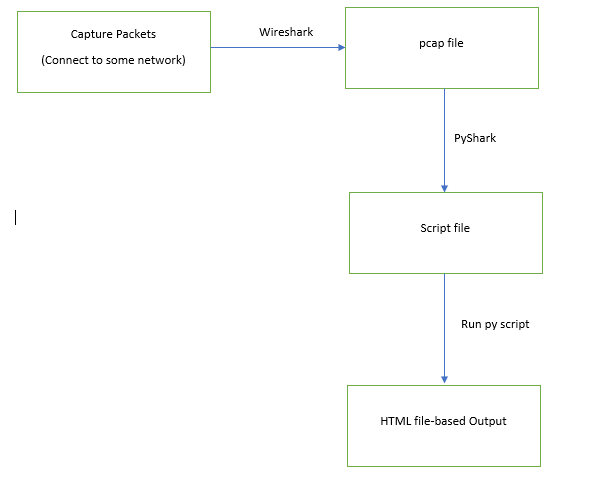 Capture Packets
(Connect to some network)
Wireshark
pcap file
PyShark
Script file
Run py script
HTML file-based Output